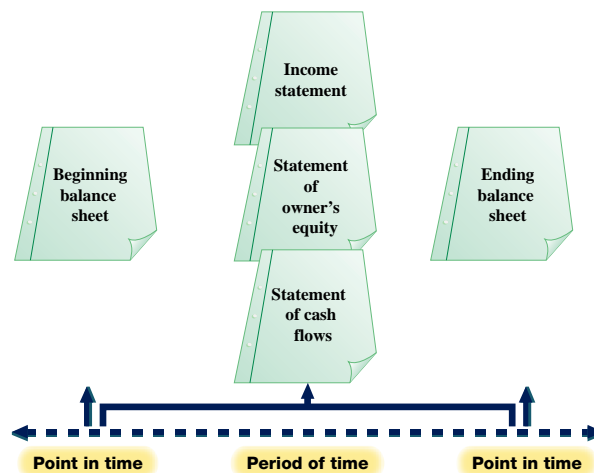 Income
statement
Beginning
balance
sheet
Statement
of
owner's
equity
Ending
balance
sheet
Statement
of cash
flows
Point in time
Period of time
Point in time